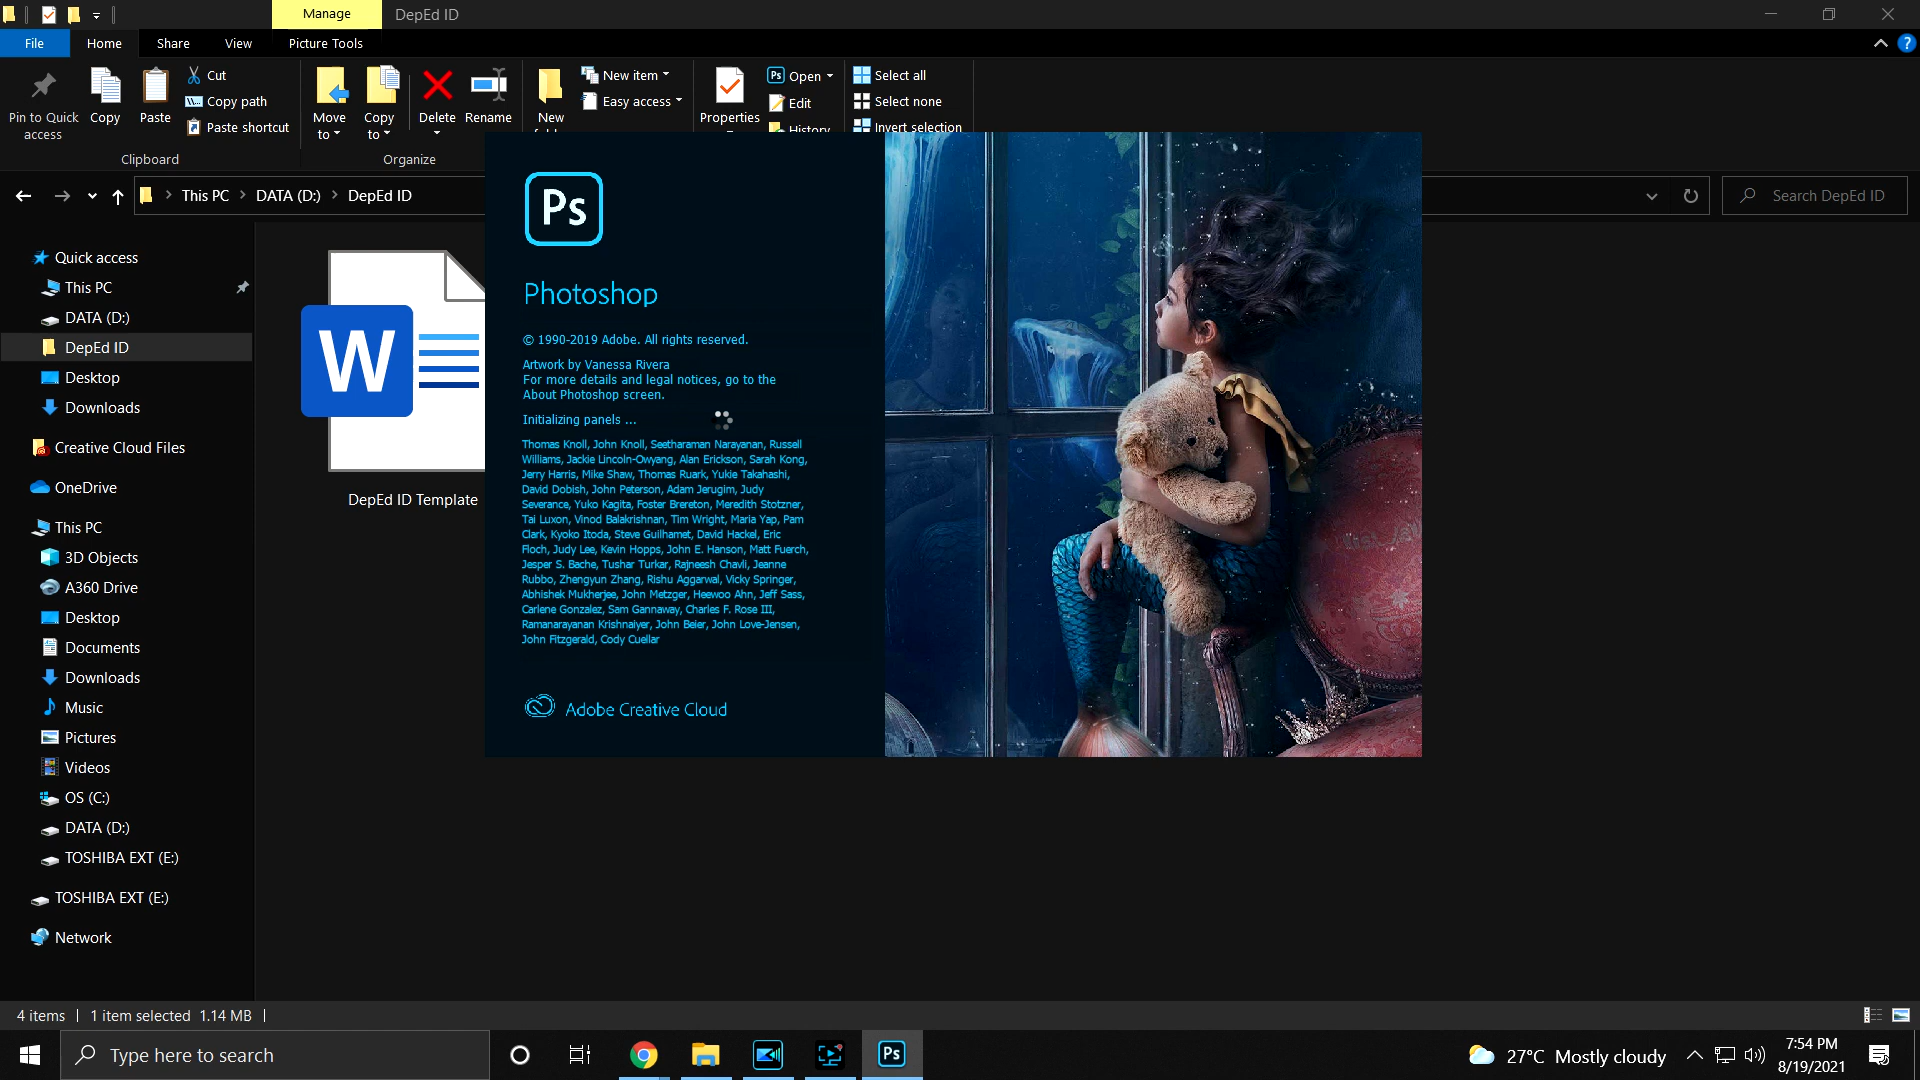 Manage
DepEd ID
File
Home
Share
View
Picture Tools
Pin to Quick access
Copy
Paste
Cut
Copy path
Paste shortcut
Clipboard
Move to
Copy to
Delete
Rename
Organize
New
New item
Easy access
Properties
Ps
Open
Edit
History
Select all
Select none
Invert selection
This PC
DATA (D:)
DepEd ID
Search DepEd ID
Quick access
This PC
DATA (D:)
DepEd ID
Desktop
Downloads
Creative Cloud Files
OneDrive
This PC
3D Objects
A360 Drive
Desktop
Documents
Downloads
Music
Pictures
Videos
OS (C:)
DATA (D:)
TOSHIBA EXT (E:)
TOSHIBA EXT (E:)
Network
W
DepEd ID Template
Ps
Photoshop
© 1990-2019 Adobe. All rights reserved.
Artwork by Vanessa Rivera
For more details and legal notices, go to the
About Photoshop screen.
Initializing panels ...
Thomas Knoll, John Knoll, Seetharaman Narayanan, Russell
Williams, Jackie Lincoln-Owyang, Alan Erickson, Sarah Kong,
Jerry Harris, Mike Shaw, Thomas Ruark, Yukie Takahashi,
David Dobish, John Peterson, Adam Jerugim, Judy
Severance, Yuko Kagita, Foster Brereton, Meredith Stotzner,
Tai Luxon, Vinod Balakrishnan, Tim Wright, Maria Yap, Pam
Clark, Kyoko Itoda, Steve Guilhamet, David Hackel, Eric
Floch, Judy Lee, Kevin Hopps, John E. Hanson, Matt Fuerch,
Jesper S. Bache, Tushar Turkar, Rajneesh Chavli, Jeanne
Rubbo, Zhengyun Zhang, Rishu Aggarwal, Vicky Springer,
Abhishek Mukherjee, John Metzger, Heewoo Ahn, Jeff Sass,
Carlene Gonzalez, Sam Gannaway, Charles F. Rose III,
Ramanarayanan Krishnaiyer, John Beier, John Love-Jensen,
John Fitzgerald, Cody Cuellar
Adobe Creative Cloud
4 items
1 item selected 1.14 MB
Type here to search
Ps
27°C Mostly cloudy
7:54 PM
8/19/2021